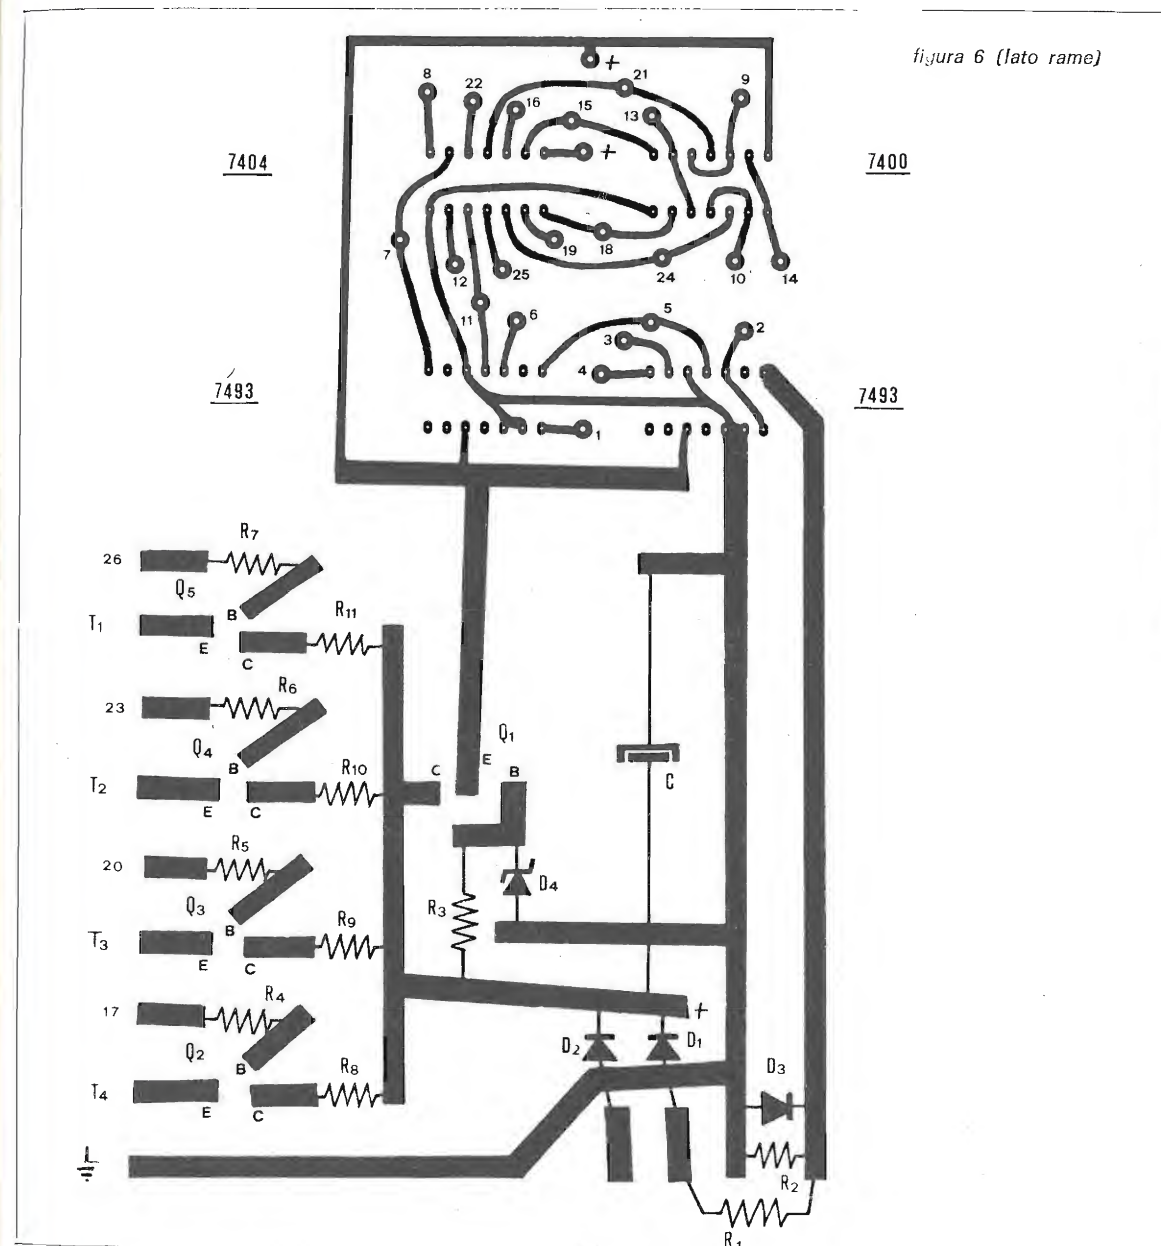 figura 6 (lato rame)
+
8
22
16
15
21
13
9
7404
+
7400
7
12
25
19
18
24
10
14
11
6
5
3
2
4
7493
7493
1
26
R7
Q5
B
T1
E
C
R11
23
R6
Q4
B
T2
E
C
R10
C
E
Q1
B
C
20
R5
Q3
B
T3
E
C
R9
R3
D4
17
R4
Q2
B
T4
E
C
R8
+
D2
D1
D3
R2
R1